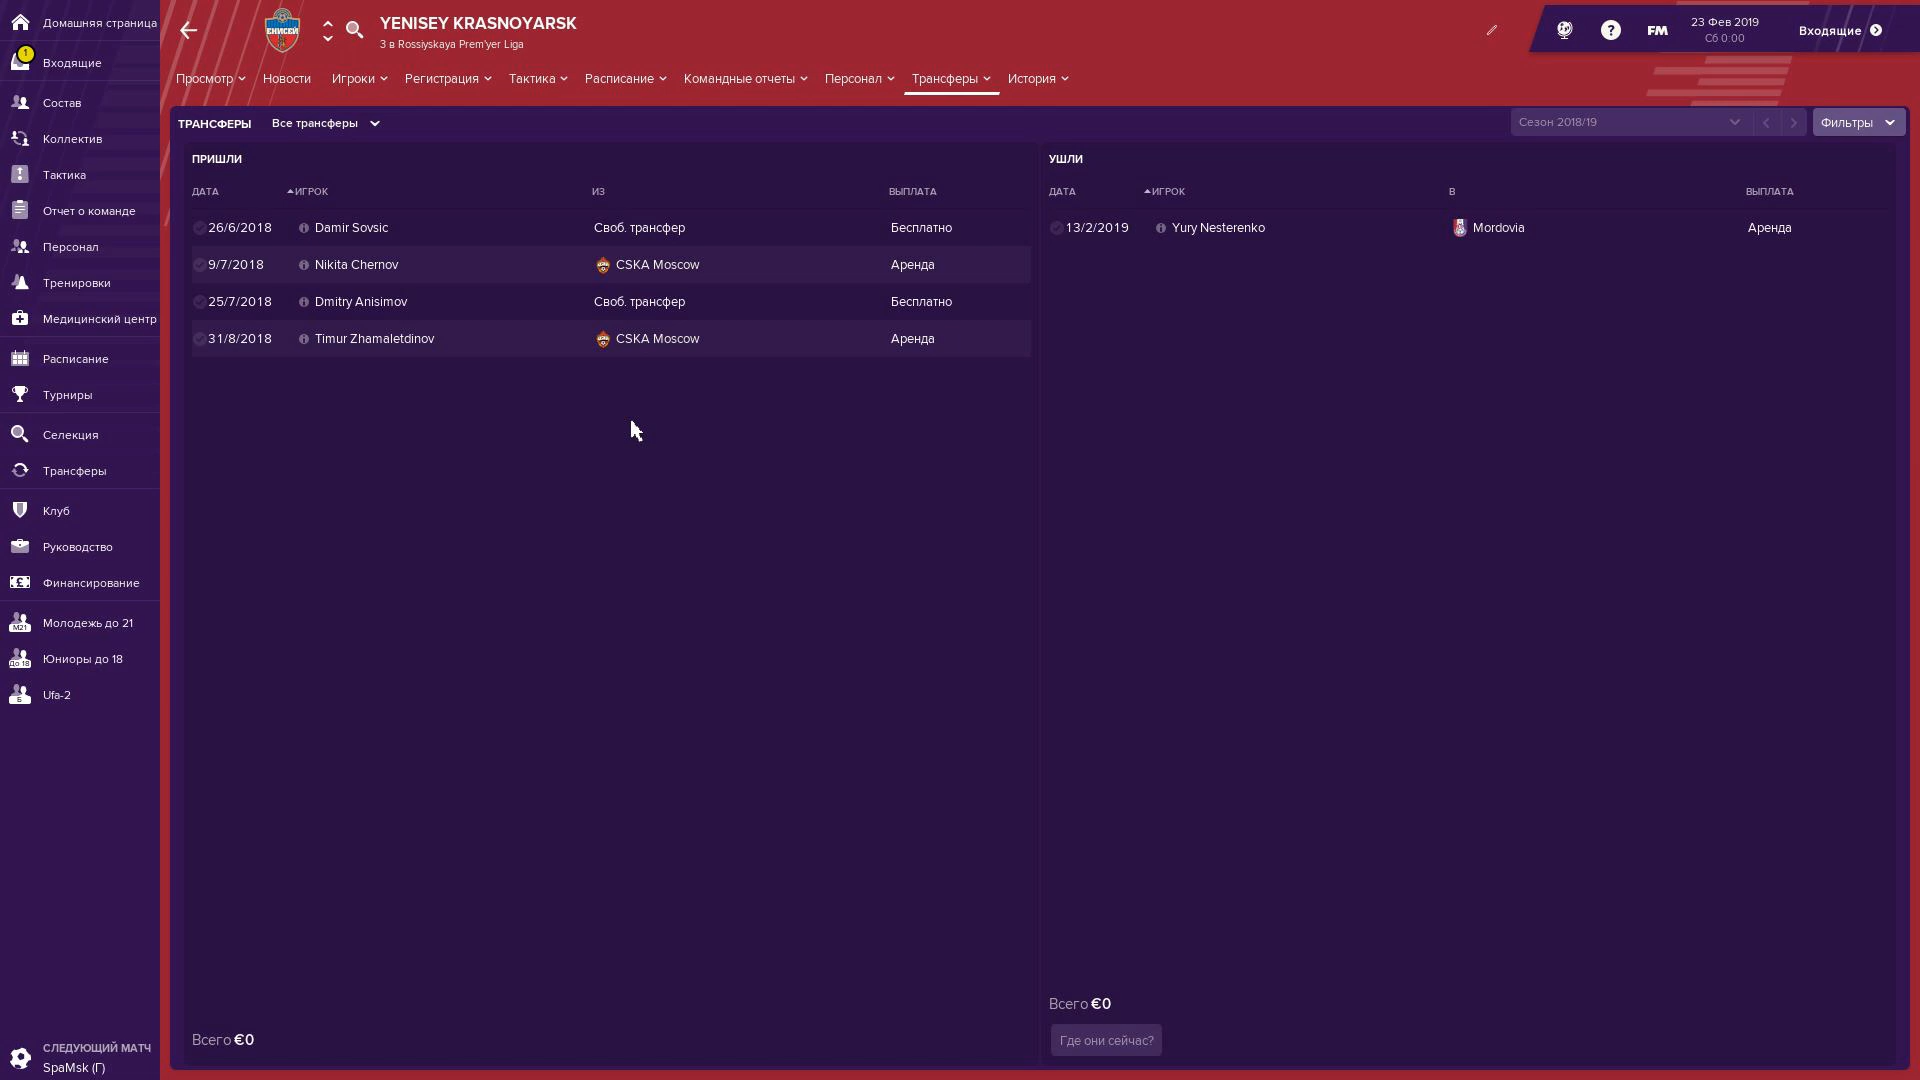 Домашняя страница
1
Входящие
Состав
Коллектив
Тактика
Отчет о команде
Персонал
Тренировки
Медицинский центр
Расписание
Турниры
Селекция
Трансферы
Клуб
Руководство
Финансирование
М21 Молодежь до 21
До 18 Юниоры до 18
Б Ufa-2
СЛЕДУЮЩИЙ МАТЧ
SpaMsk (Г)
ЕНИСЕЙ
YENISEY KRASNOYARSK
3 в Rossiyskaya Prem'yer Liga
? FM
23 Фев 2019
Сб 0:00
Входящие
Просмотр Новости Игроки Регистрация Тактика Расписание Командные отчеты Персонал Трансферы История
ТРАНСФЕРЫ Все трансферы Сезон 2018/19 Фильтры
ПРИШЛИ
ДАТА ИГРОК ИЗ ВЫПЛАТА
26/6/2018 Damir Sovsic Своб. трансфер Бесплатно
9/7/2018 Nikita Chernov CSKA Moscow Аренда
25/7/2018 Dmitry Anisimov Своб. трансфер Бесплатно
31/8/2018 Timur Zhamaletdinov CSKA Moscow Аренда
Всего €0
УШЛИ
ДАТА ИГРОК В ВЫПЛАТА
13/2/2019 Yury Nesterenko Mordovia Аренда
Всего €0
Где они сейчас?